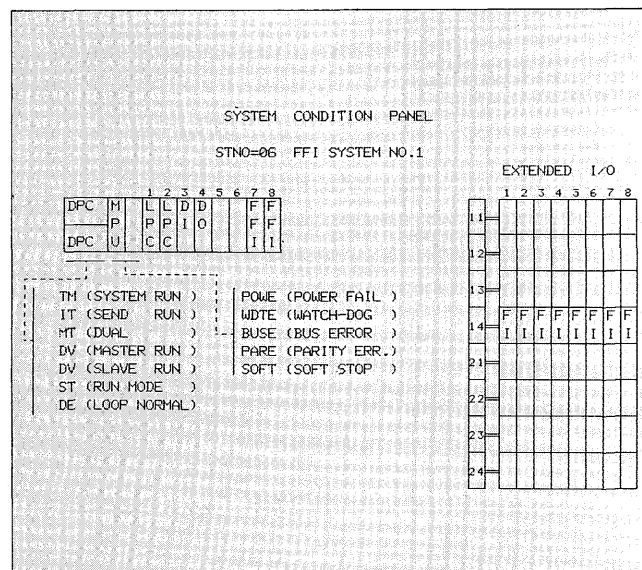 SYSTEM CONDITION PANEL
STNO=06 FFI SYSTEM NO.1
EXTENDED I/O
1 2 3 4 5 6 7 8
1 2 3 4 5 6 7 8
DPC M L L D D F F
P P P I O F F
DPC U C C I I
11
12
13
14 F F F F F F F F
I I I I I I I I
21
22
23
24
TM (SYSTEM RUN )
IT (SEND RUN )
MT (DUAL )
DV (MASTER RUN )
DV (SLAVE RUN )
ST (RUN MODE )
DE (LOOP NORMAL)
POWE (POWER FAIL )
WDTE (WATCH-DOG )
BUSE (BUS ERROR )
PARE (PARITY ERR.)
SOFT (SOFT STOP )